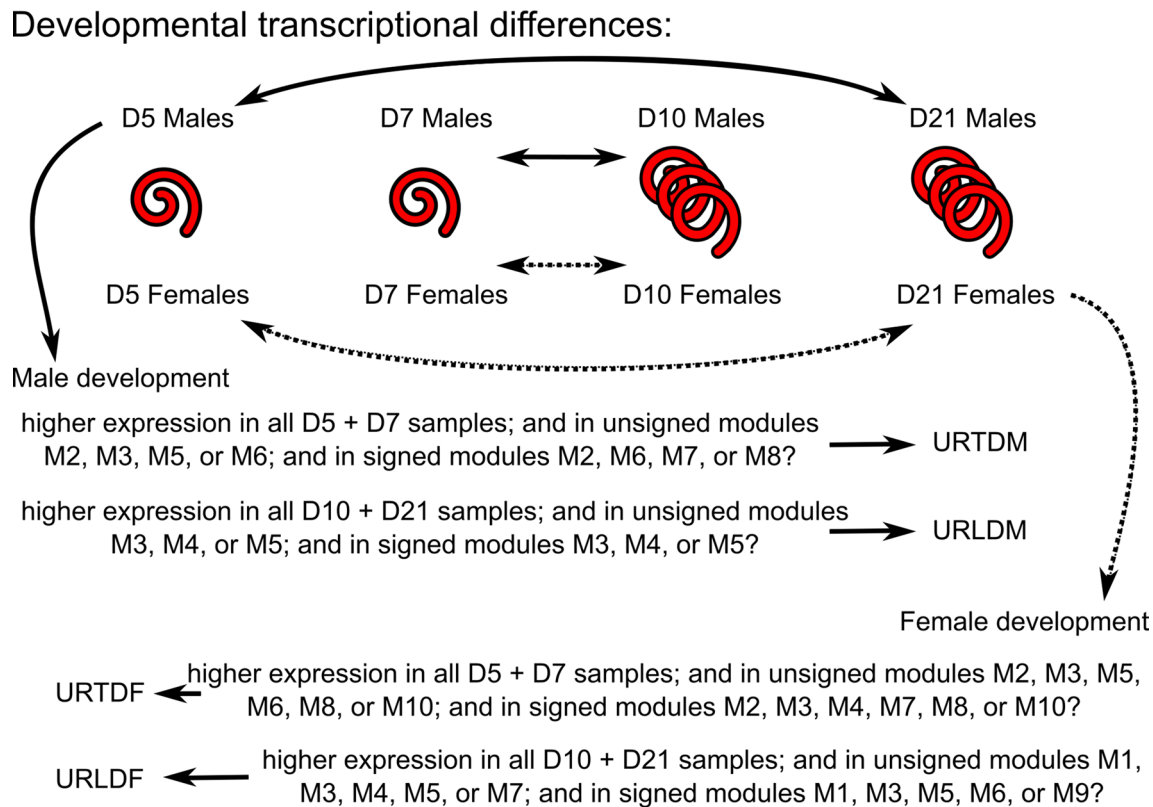 Developmental transcriptional differences:
D5 Males
D7 Males
D10 Males
D21 Males
D5 Females
D7 Females
D10 Females
D21 Females
Male development
higher expression in all D5 + D7 samples; and in unsigned modules
M2, M3, M5, or M6; and in signed modules M2, M6, M7, or M8?
URTDM
higher expression in all D10 + D21 samples; and in unsigned modules
M3, M4, or M5; and in signed modules M3, M4, or M5?
URLDM
Female development
higher expression in all D5 + D7 samples; and in unsigned modules M2, M3, M5,
M6, M8, or M10; and in signed modules M2, M3, M4, M7, M8, or M10?
URTDF
higher expression in all D10 + D21 samples; and in unsigned modules M1,
M3, M4, M5, or M7; and in signed modules M1, M3, M5, M6, or M9?
URLDF